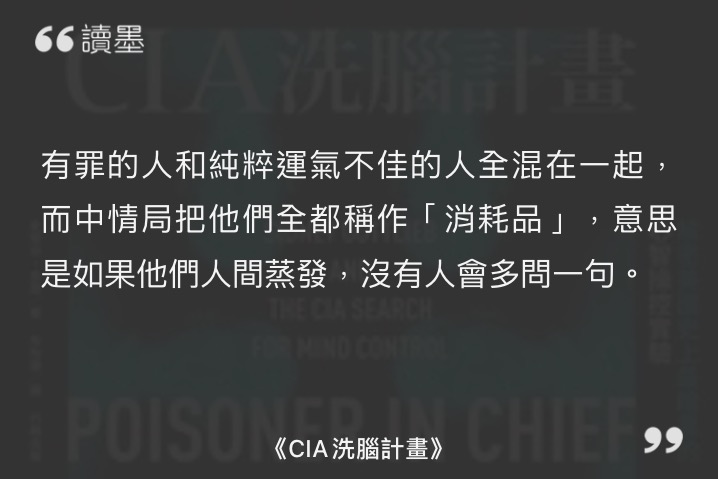 讀墨
CIA洗腦計畫
有罪的人和純粹運氣不佳的人全混在一起，
而中情局把他們全都稱作「消耗品」，意思
是如果他們人間蒸發，沒有人會多問一句。
THE CIA SEARCH
FOR MIND CONTROL
POISONER IN CHIEF
《CIA洗腦計畫》